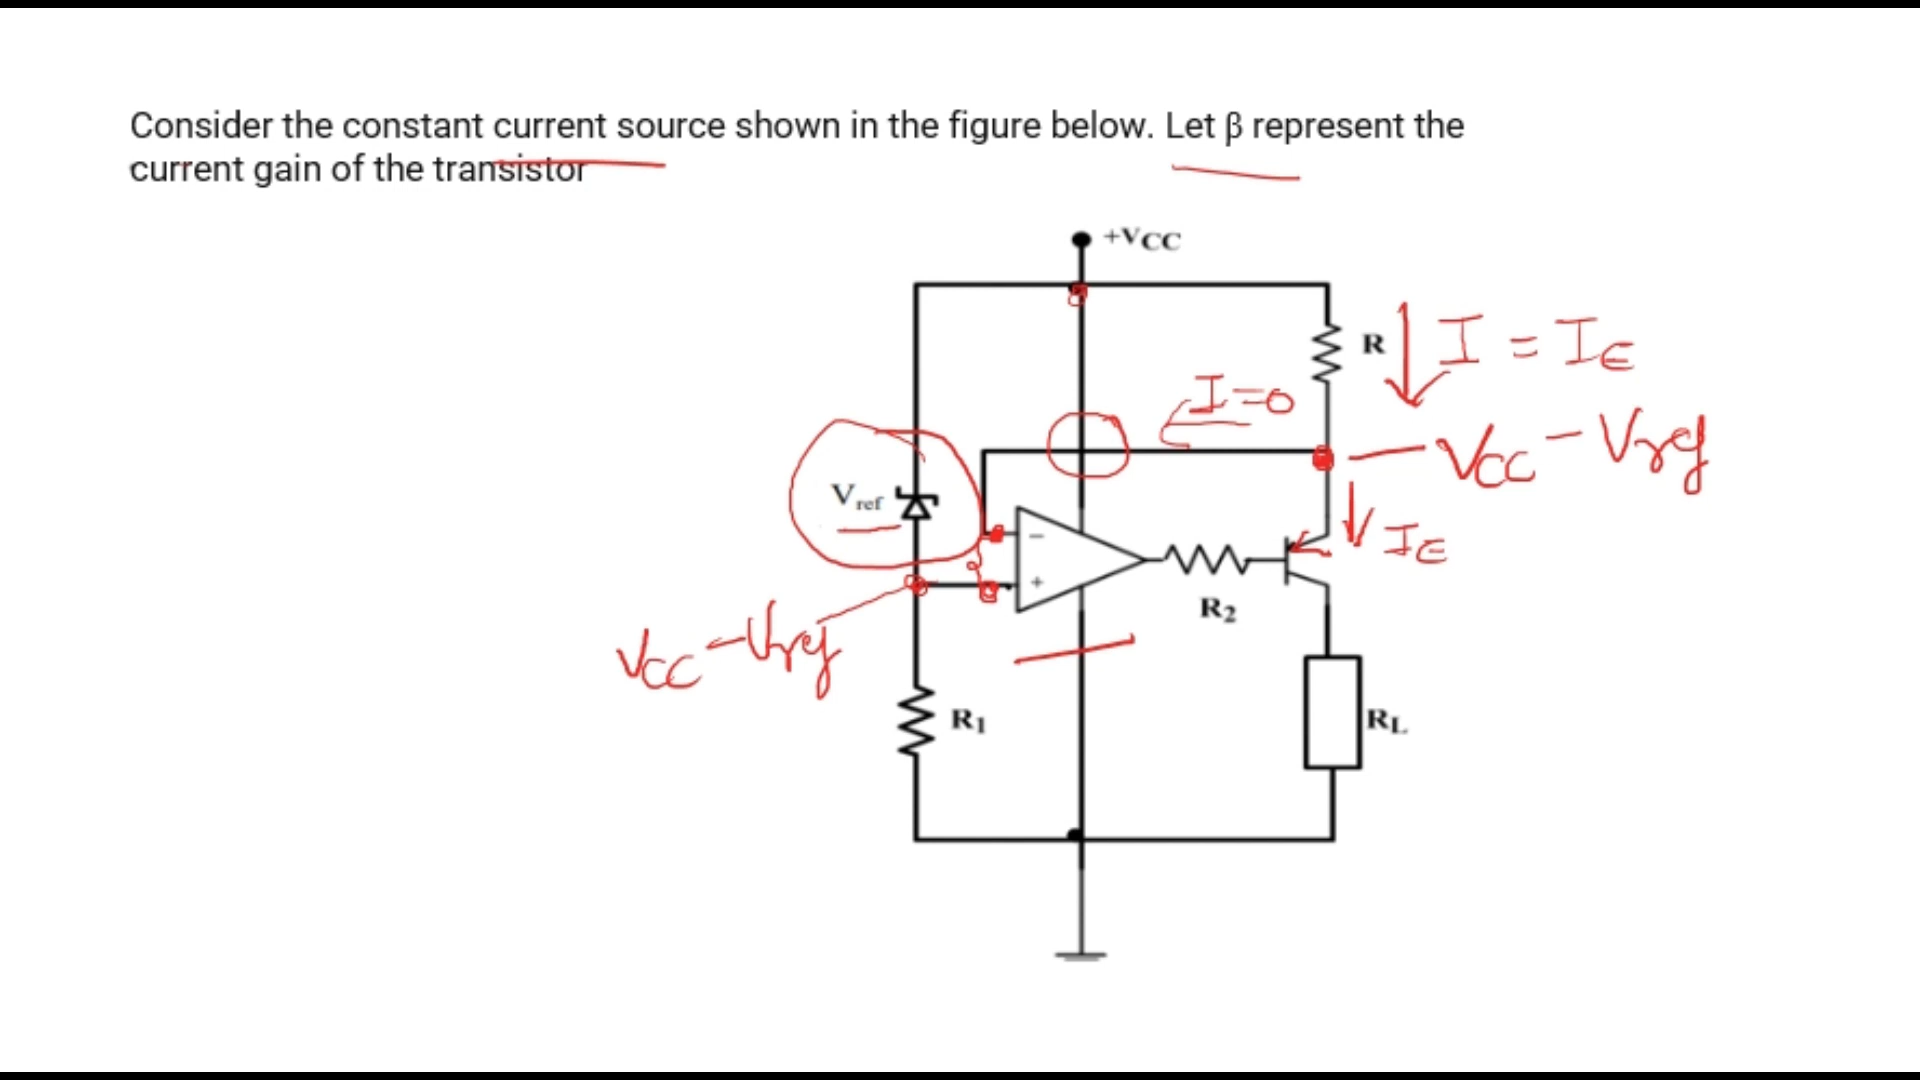 Consider the constant current source shown in the figure below. Let β represent the
current gain of the transistor
+VCC
R
I = IE
I=0
VCC - Vref
Vref
IE
−
+
R2
VCC - Vref
R1
RL